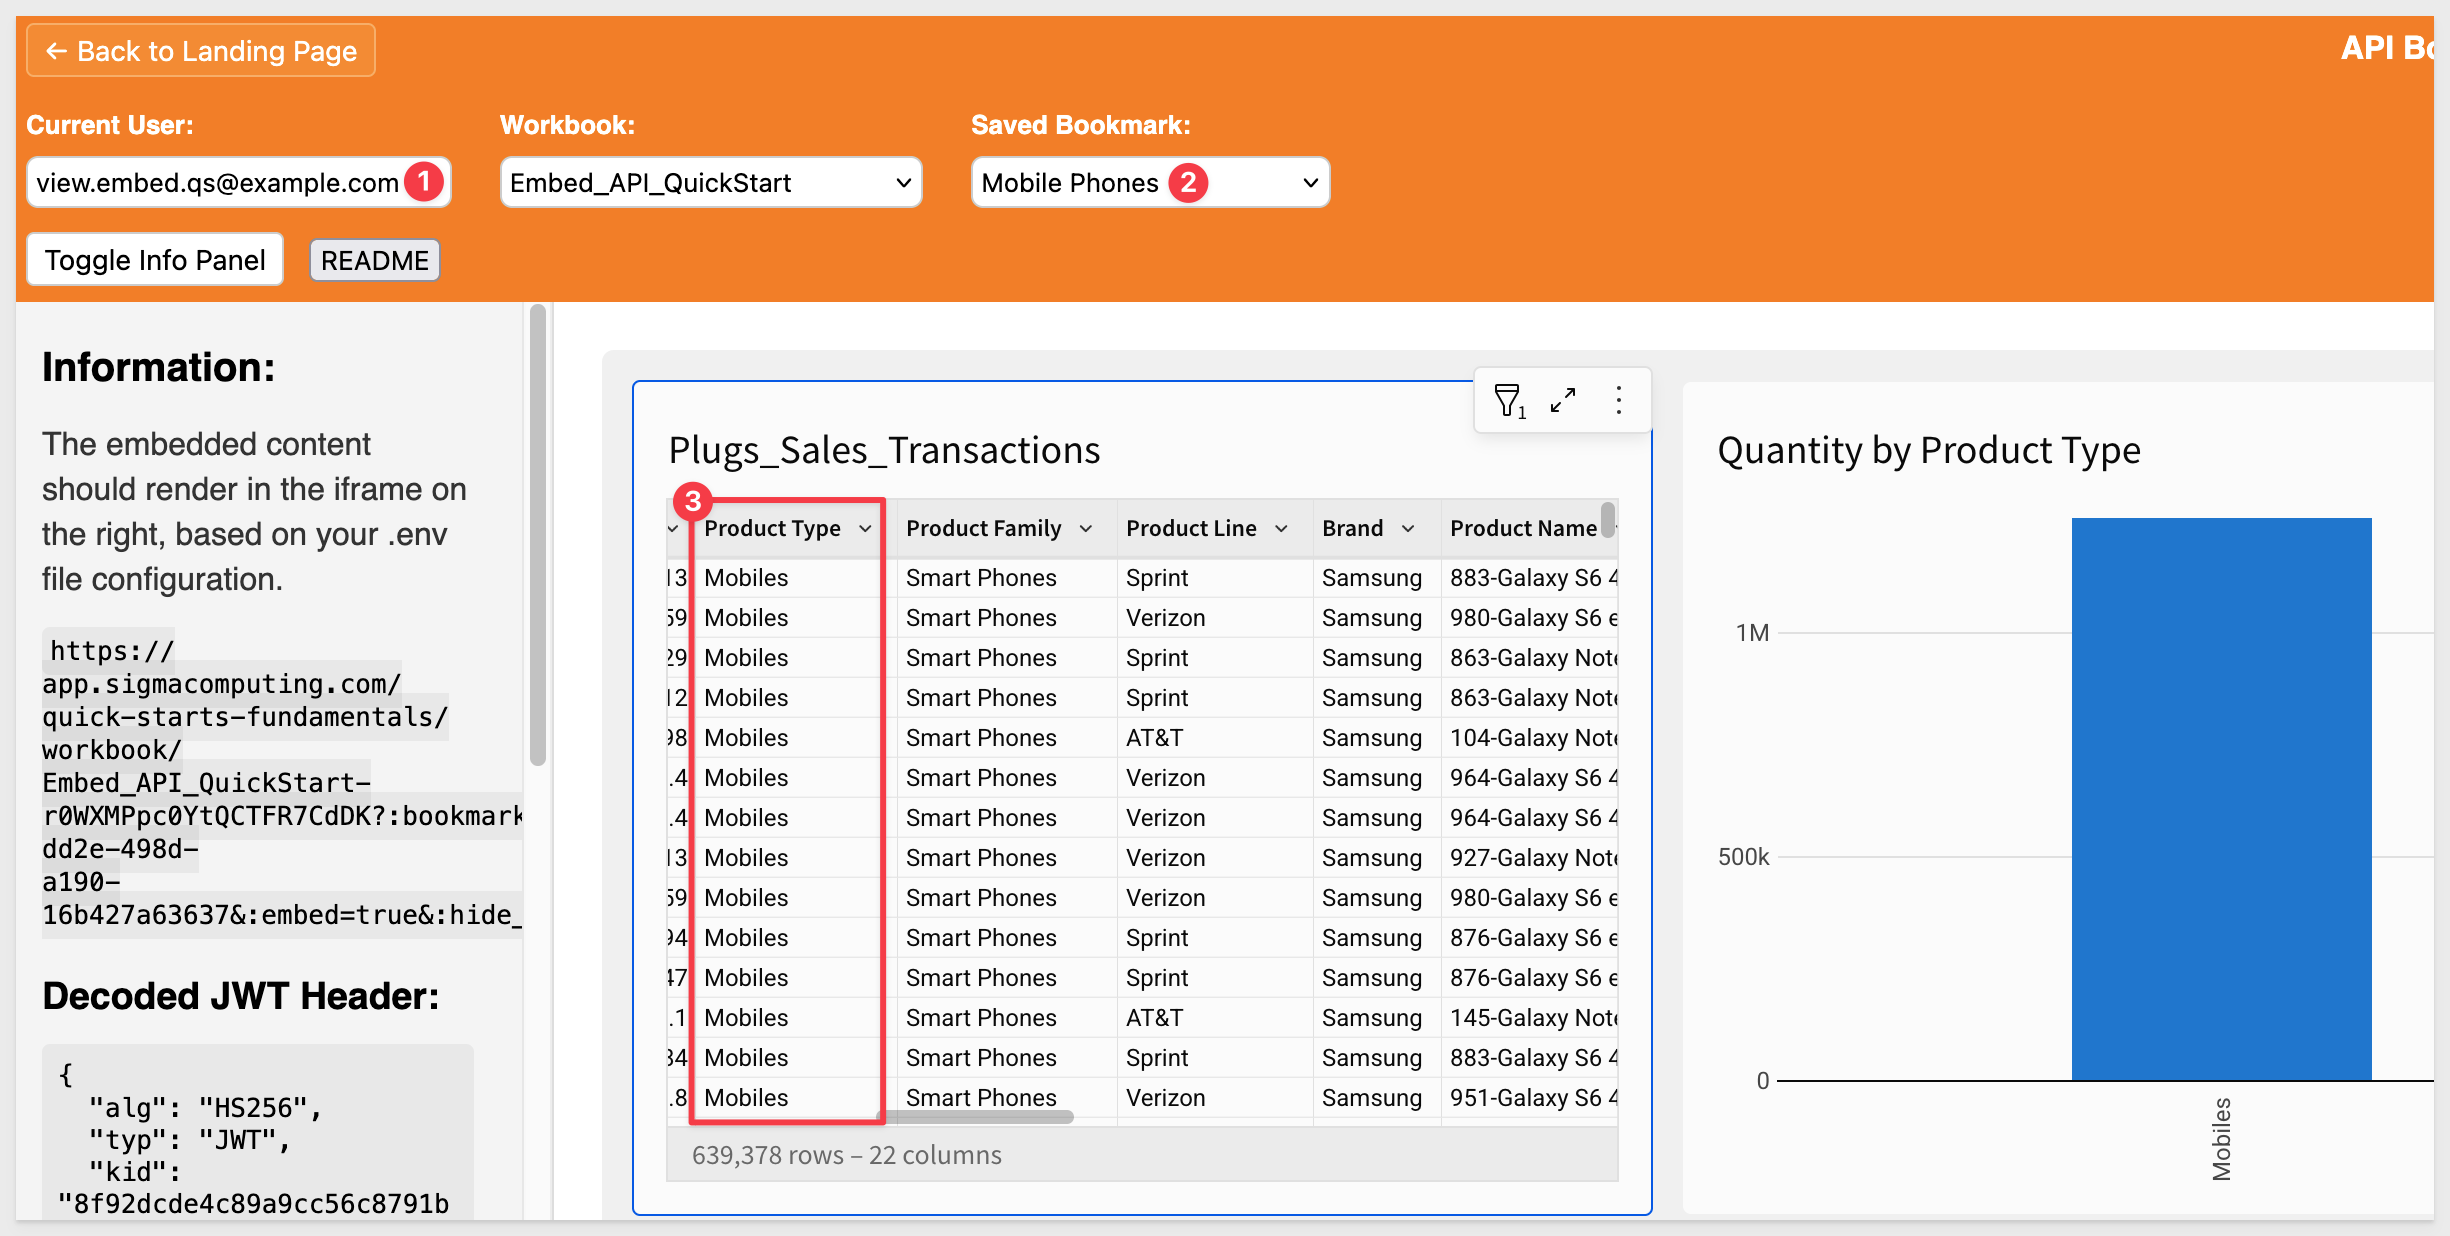 ← Back to Landing Page
API Bo
Current User:
Workbook:
Saved Bookmark:
view.embed.qs@example.com 1
Embed_API_QuickStart
Mobile Phones 2
Toggle Info Panel
README
Information:
The embedded content
should render in the iframe on
the right, based on your .env
file configuration.
https://
app.sigmacomputing.com/
quick-starts-fundamentals/
workbook/
Embed_API_QuickStart-
r0WXMPpc0YtQCTFR7CdDK?:bookmark
dd2e-498d-
a190-
16b427a63637&:embed=true&:hide_
Decoded JWT Header:
{
"alg": "HS256",
"typ": "JWT",
"kid":
"8f92dcde4c89a9cc56c8791b
1
Plugs_Sales_Transactions
3
Product Type Product Family Product Line Brand Product Name
13 Mobiles Smart Phones Sprint Samsung 883-Galaxy S6 4
59 Mobiles Smart Phones Verizon Samsung 980-Galaxy S6 e
29 Mobiles Smart Phones Sprint Samsung 863-Galaxy Note
12 Mobiles Smart Phones Sprint Samsung 863-Galaxy Note
98 Mobiles Smart Phones AT&T Samsung 104-Galaxy Note
.4 Mobiles Smart Phones Verizon Samsung 964-Galaxy S6 4
.4 Mobiles Smart Phones Verizon Samsung 964-Galaxy S6 4
13 Mobiles Smart Phones Verizon Samsung 927-Galaxy Note
59 Mobiles Smart Phones Verizon Samsung 980-Galaxy S6 e
94 Mobiles Smart Phones Sprint Samsung 876-Galaxy S6 e
47 Mobiles Smart Phones Sprint Samsung 876-Galaxy S6 e
.1 Mobiles Smart Phones AT&T Samsung 145-Galaxy Note
34 Mobiles Smart Phones Sprint Samsung 883-Galaxy S6 4
.8 Mobiles Smart Phones Verizon Samsung 951-Galaxy S6 4
639,378 rows – 22 columns
Quantity by Product Type
1M
500k
0
Mobiles